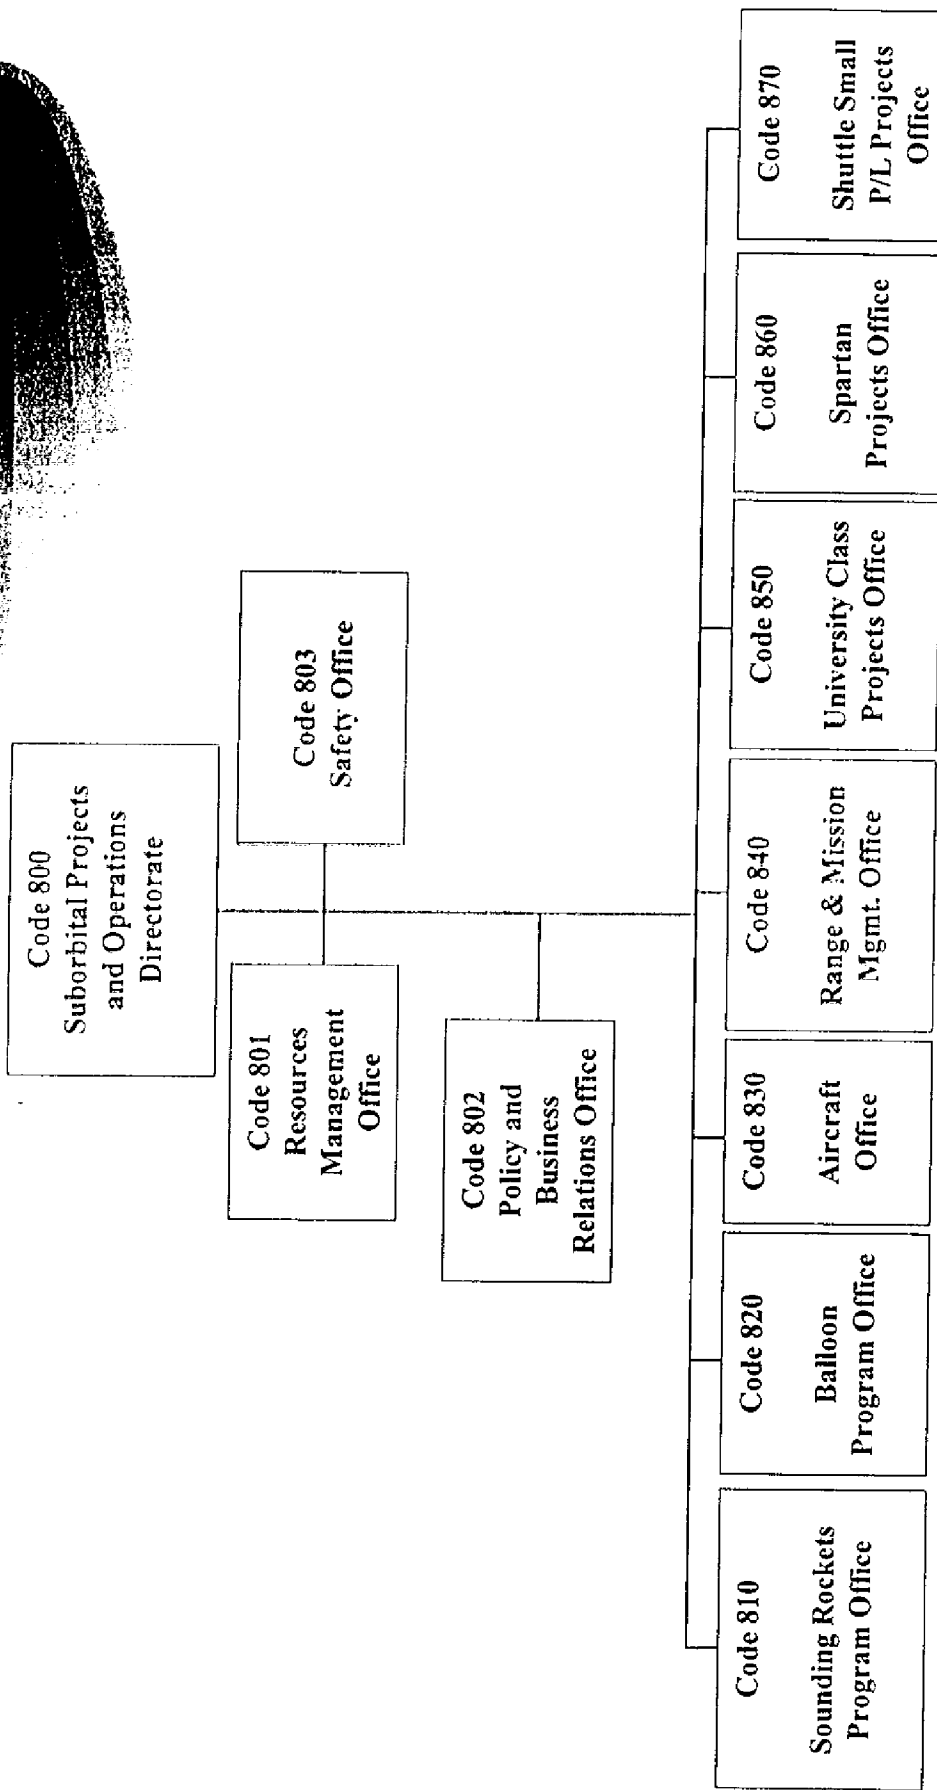 Code 800
Suborbital Projects
and Operations
Directorate
Code 801
Resources
Management
Office
Code 803
Safety Office
Code 802
Policy and
Business
Relations Office
Code 810
Sounding Rockets
Program Office
Code 820
Balloon
Program Office
Code 830
Aircraft
Office
Code 840
Range & Mission
Mgmt. Office
Code 850
University Class
Projects Office
Code 860
Spartan
Projects Office
Code 870
Shuttle Small
P/L Projects
Office